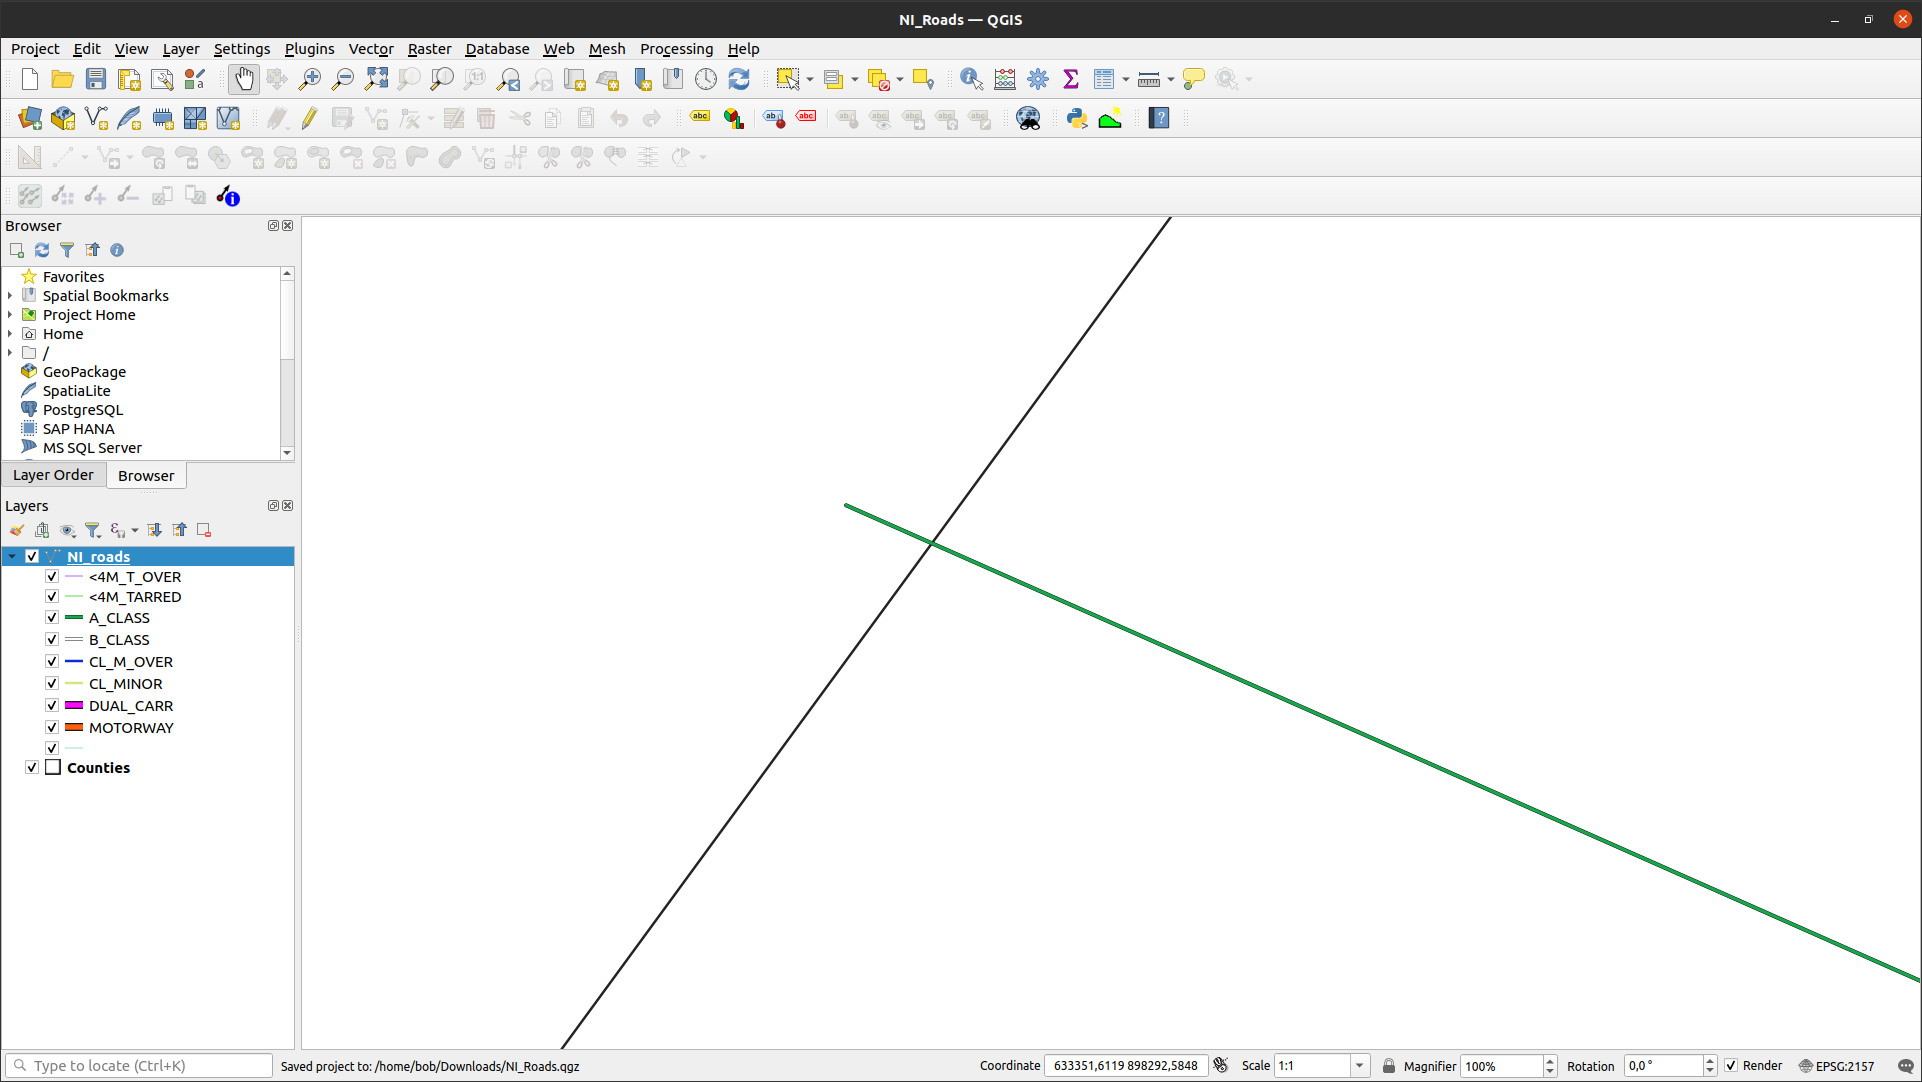 NI_Roads — QGIS
Project Edit View Layer Settings Plugins Vector Raster Database Web Mesh Processing Help
Browser
Favorites
Spatial Bookmarks
Project Home
Home
/
GeoPackage
SpatiaLite
PostgreSQL
SAP HANA
MS SQL Server
Layer Order Browser
Layers
NI_roads
<4M_T_OVER
<4M_TARRED
A_CLASS
B_CLASS
CL_M_OVER
CL_MINOR
DUAL_CARR
MOTORWAY
Counties
Type to locate (Ctrl+K) Saved project to: /home/bob/Downloads/NI_Roads.qgz Coordinate 633351,6119 898292,5848 Scale 1:1 Magnifier 100% Rotation 0,0 ° Render EPSG:2157